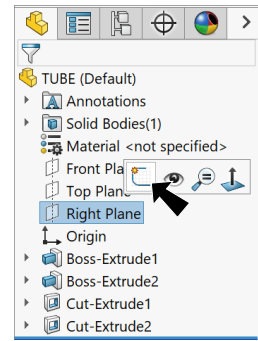 TUBE (Default)
Annotations
Solid Bodies(1)
Material <not specified>
Front Pla
Top Plane
Right Plane
Origin
Boss-Extrude1
Boss-Extrude2
Cut-Extrude1
Cut-Extrude2